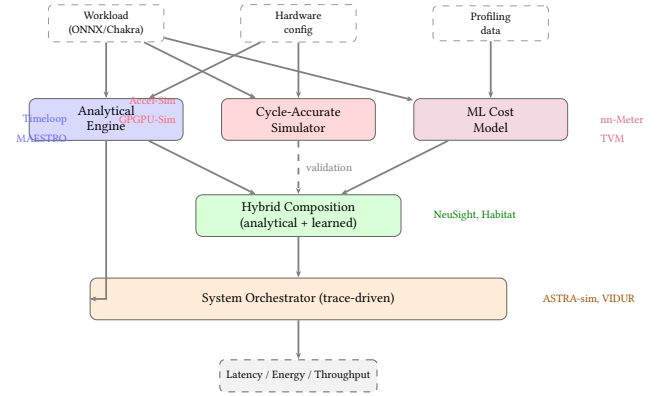 Workload
(ONNX/Chakra)
Hardware
config
Profiling
data
Accel-Sim
GPGPU-Sim
Timeloop
MAESTRO
Analytical
Engine
Cycle-Accurate
Simulator
ML Cost
Model
nn-Meter
TVM
validation
Hybrid Composition
(analytical + learned)
NeuSight, Habitat
System Orchestrator (trace-driven)
ASTRA-sim, VIDUR
Latency / Energy / Throughput